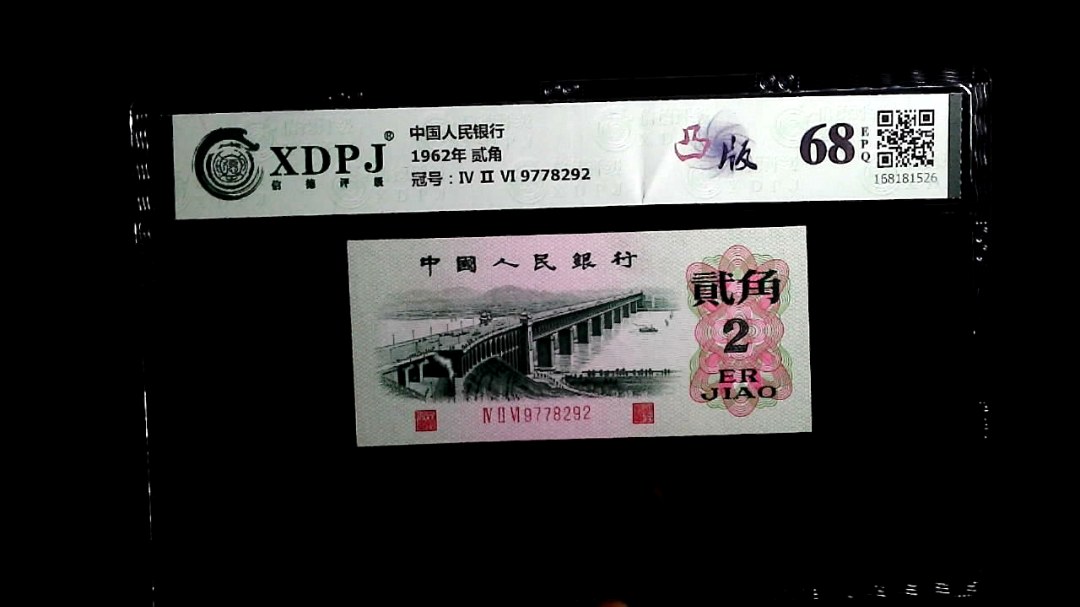 XDPJ®
信德评级
中国人民银行
1962年 贰角
冠号：Ⅳ Ⅱ Ⅵ 9778292
凸版
68
EPQ
168181526
中國人民銀行
貳角
2
ER
JIAO
Ⅳ Ⅱ Ⅵ 9778292